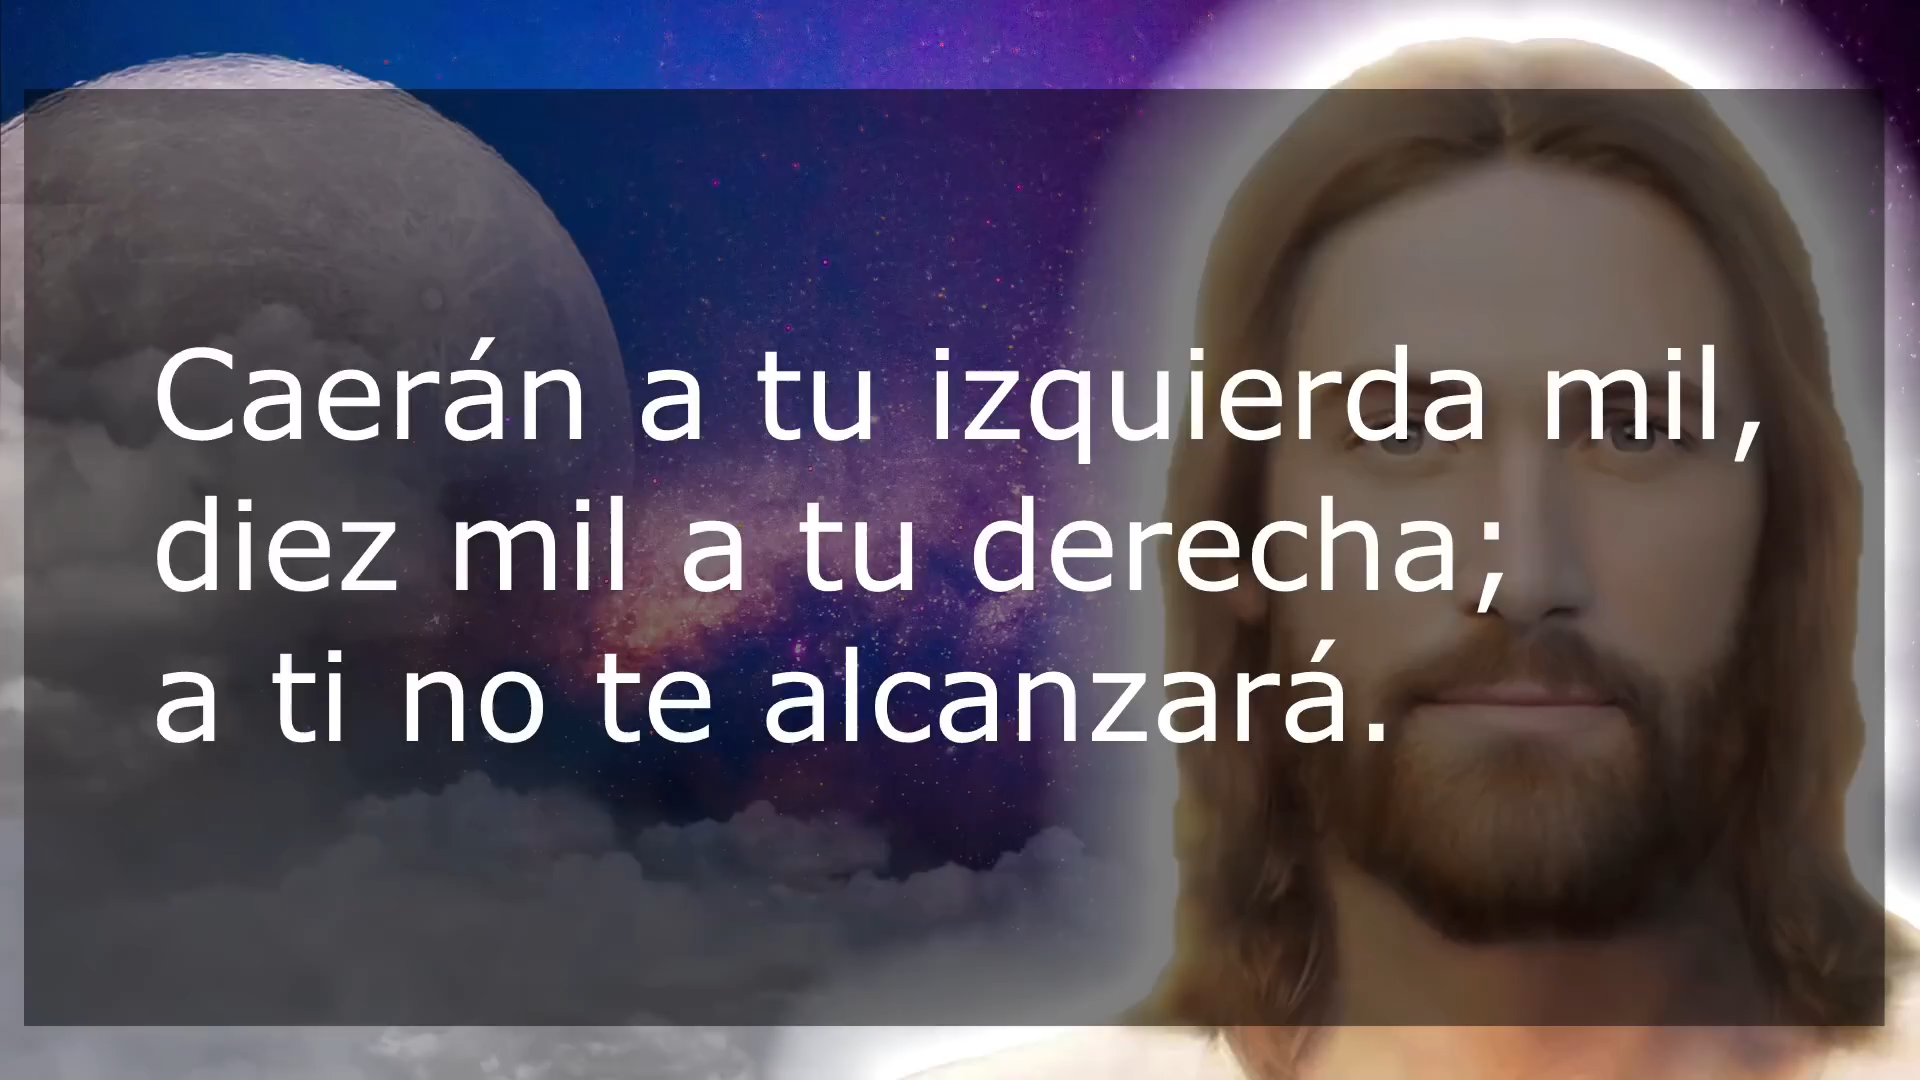 Caerán a tu izquierda mil,
diez mil a tu derecha;
a ti no te alcanzará.